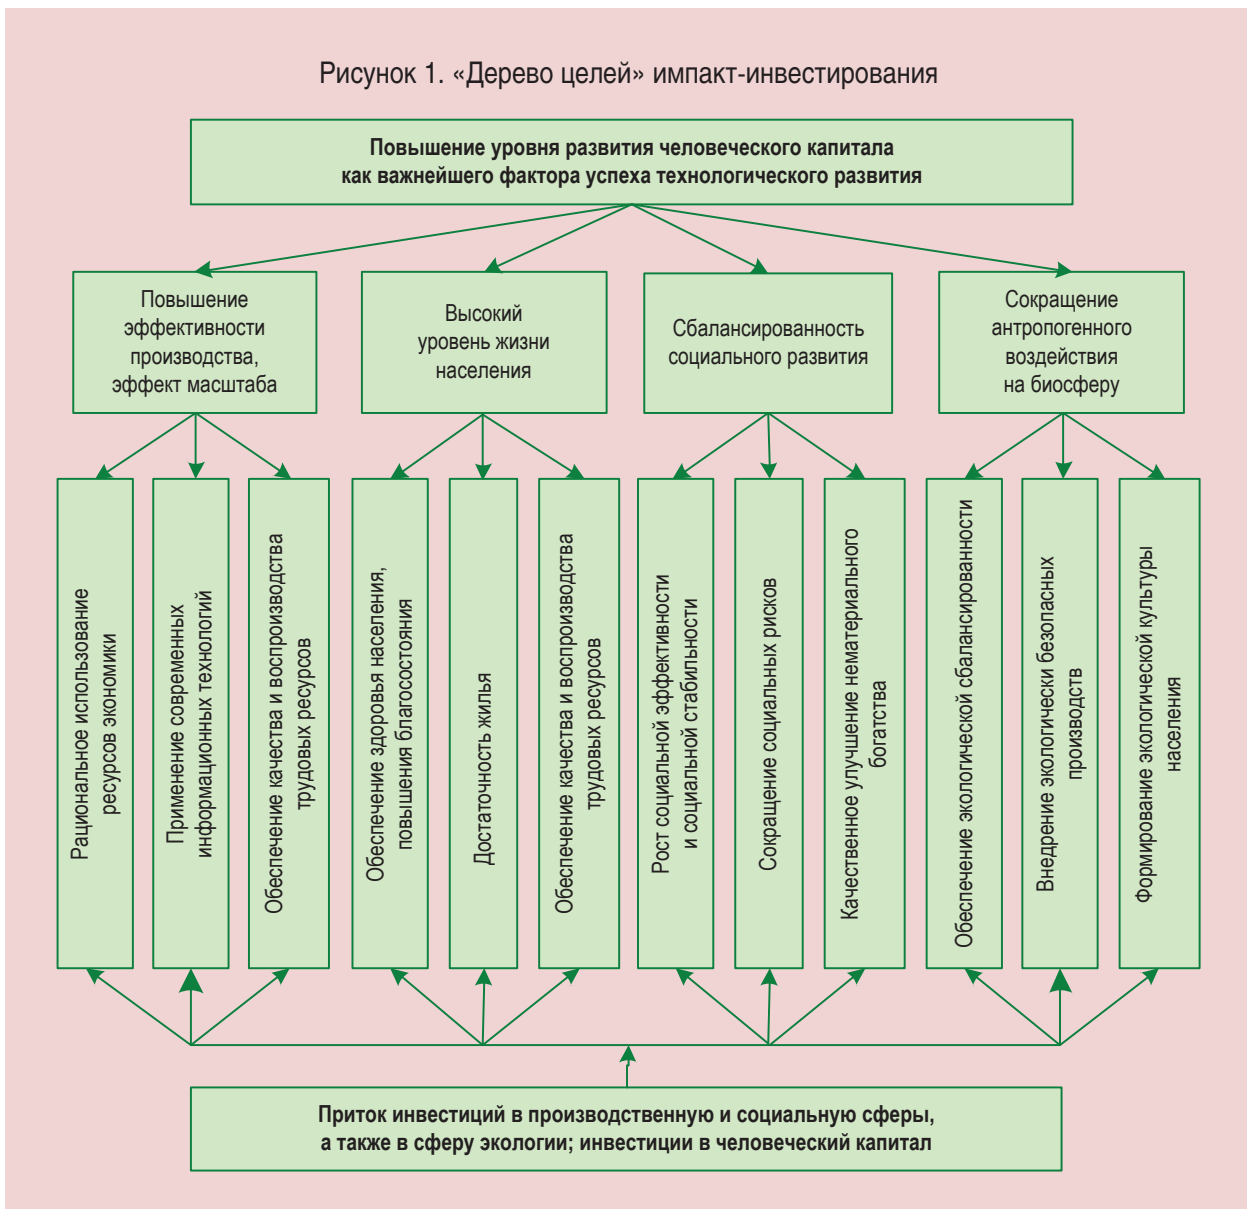 Рисунок 1. «Дерево целей» импакт-инвестирования
Повышение уровня развития человеческого капитала
как важнейшего фактора успеха технологического развития
Повышение
эффективности
производства,
эффект масштаба
Высокий
уровень жизни
населения
Сбалансированность
социального развития
Сокращение
антропогенного
воздействия
на биосферу
Рациональное использование
ресурсов экономики
Применение современных
информационных технологий
Обеспечение качества и воспроизводства
трудовых ресурсов
Обеспечение здоровья населения,
повышения благосостояния
Достаточность жилья
Обеспечение качества и воспроизводства
трудовых ресурсов
Рост социальной эффективности
и социальной стабильности
Сокращение социальных рисков
Качественное улучшение нематериального
богатства
Обеспечение экологической сбалансированности
Внедрение экологически безопасных
производств
Формирование экологической культуры
населения
Приток инвестиций в производственную и социальную сферы,
а также в сферу экологии; инвестиции в человеческий капитал